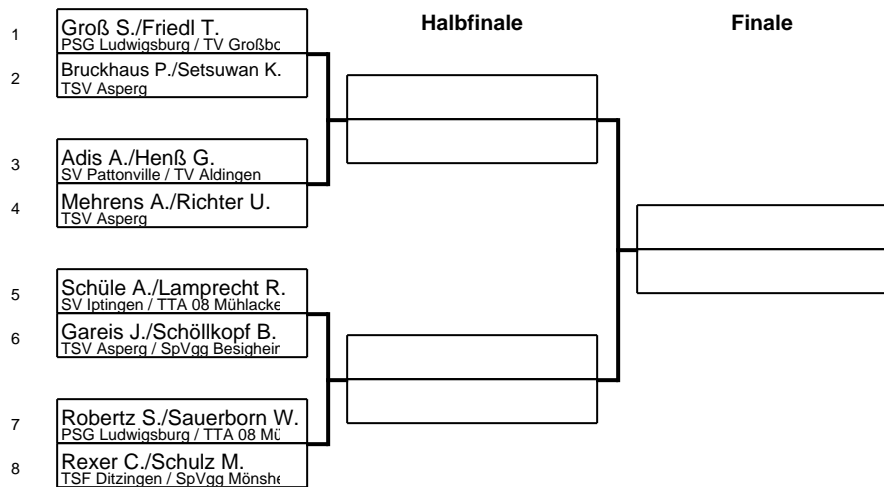 Halbfinale
Finale
1
Groß S./Friedl T.
PSG Ludwigsburg / TV Großbo
2
Bruckhaus P./Setsuwan K.
TSV Asperg
3
Adis A./Henß G.
SV Pattonville / TV Aldingen
4
Mehrens A./Richter U.
TSV Asperg
5
Schüle A./Lamprecht R.
SV Iptingen / TTA 08 Mühlacke
6
Gareis J./Schöllkopf B.
TSV Asperg / SpVgg Besighein
7
Robertz S./Sauerborn W.
PSG Ludwigsburg / TTA 08 Mü
8
Rexer C./Schulz M.
TSF Ditzingen / SpVgg Mönshe